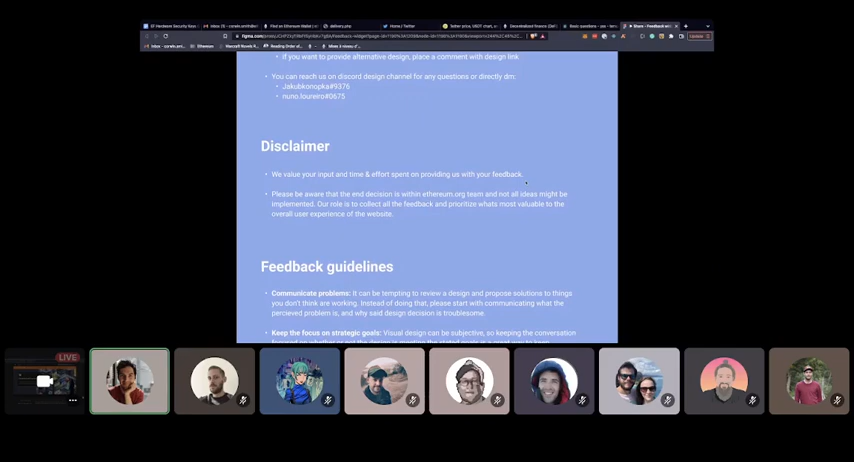 Home / Twitter
delivery.php
if you want to provide alternative design, place a comment with design link
You can reach us on discord design channel for any questions or directly dm:
Jakubkonopka#9376
nuno.loureiro#0675
Disclaimer
We value your input and time & effort spent on providing us with your feedback.
Please be aware that the end decision is within ethereum.org team and not all ideas might be
implemented. Our role is to collect all the feedback and prioritize whats most valuable to the
overall user experience of the website.
Feedback guidelines
Communicate problems: It can be tempting to review a design and propose solutions to things
you don't think are working. Instead of doing that, please start with communicating what the
percieved problem is, and why said design decision is troublesome.
Keep the focus on strategic goals: Visual design can be subjective, so keeping the conversation
LIVE